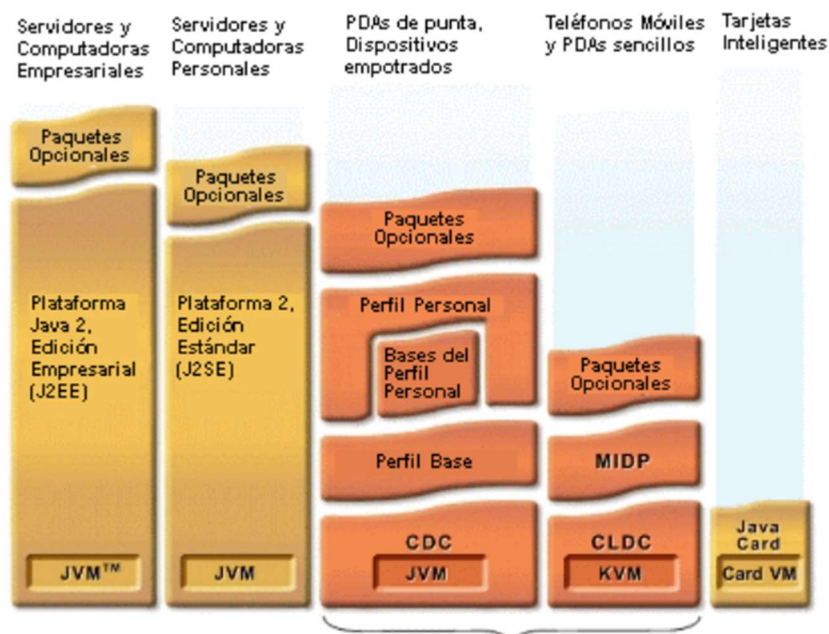 Servidores y
Computadoras
Empresariales
Servidores y
Computadoras
Personales
PDAs de punta,
Dispositivos
empotrados
Teléfonos Móviles
y PDAs sencillos
Tarjetas
Inteligentes
Paquetes
Opcionales
Plataforma
Java 2,
Edición
Empresarial
(J2EE)
JVM™
Paquetes
Opcionales
Plataforma 2,
Edición
Estándar
(J2SE)
JVM
Paquetes
Opcionales
Perfil Personal
Bases del
Perfil
Personal
Perfil Base
CDC
JVM
Paquetes
Opcionales
MIDP
CLDC
KVM
Java
Card
Card VM